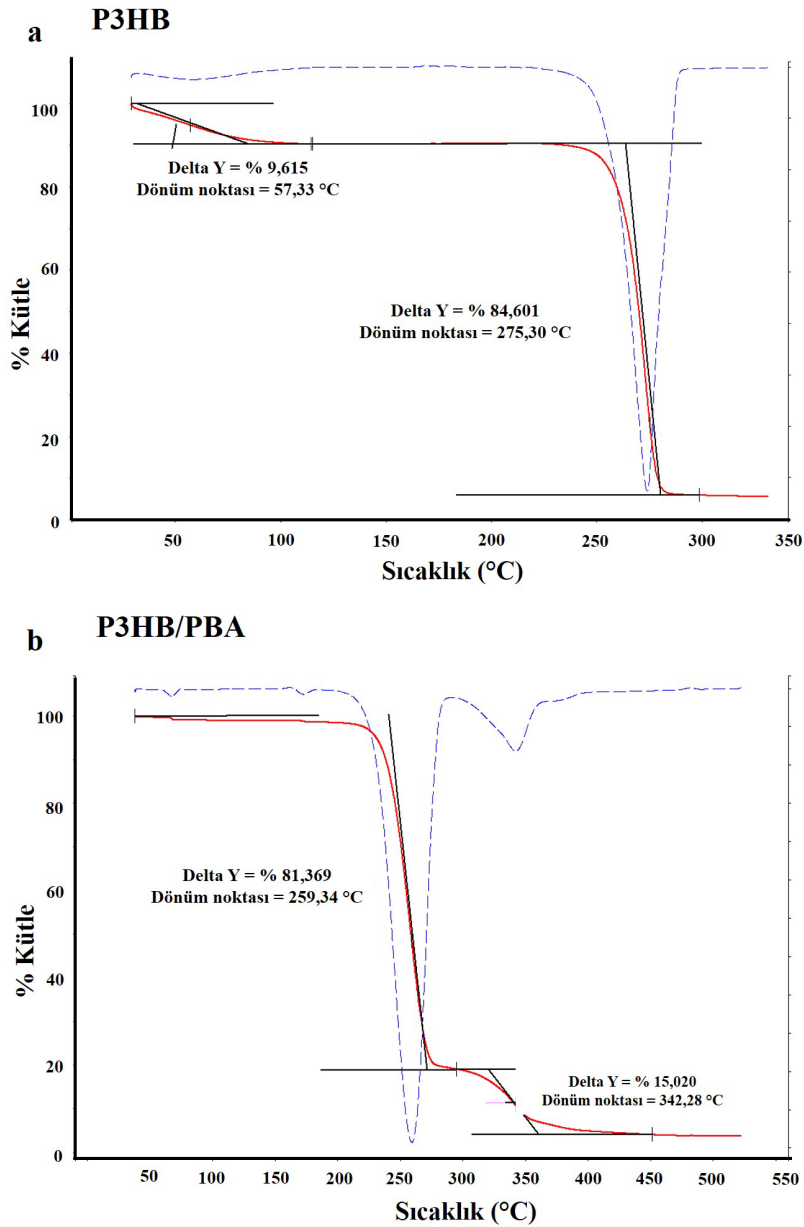 a
P3HB
100
80
60
40
20
0
% Kütle
Delta Y = % 9,615
Dönüm noktası = 57,33 °C
Delta Y = % 84,601
Dönüm noktası = 275,30 °C
50
100
150
200
250
300
350
Sıcaklık (°C)
b
P3HB/PBA
100
80
60
40
20
0
% Kütle
Delta Y = % 81,369
Dönüm noktası = 259,34 °C
Delta Y = % 15,020
Dönüm noktası = 342,28 °C
50
100
150
200
250
300
350
400
450
500
550
Sıcaklık (°C)